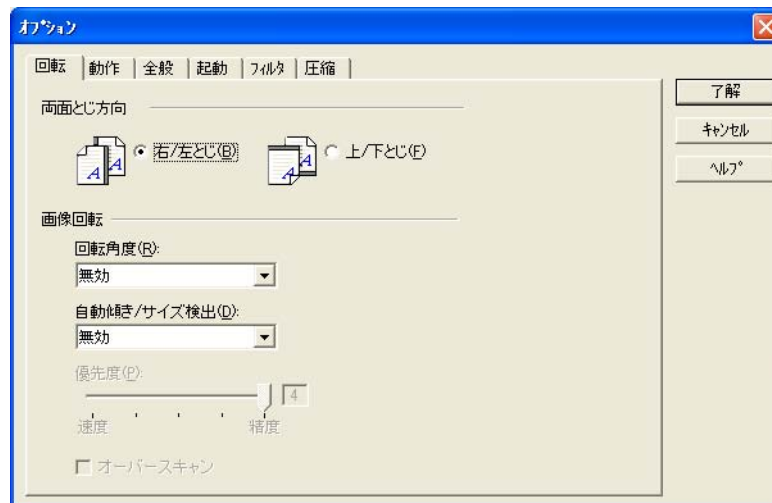 オプション
回転 動作 全般 起動 フィルタ 圧縮
了解
キャンセル
ヘルプ
両面とじ方向
A A 右/左とじ(B) A 上/下とじ(F)
画像回転
回転角度(R):
無効
自動傾き/サイズ検出(D):
無効
優先度(P):
4
速度 精度
オーバースキャン